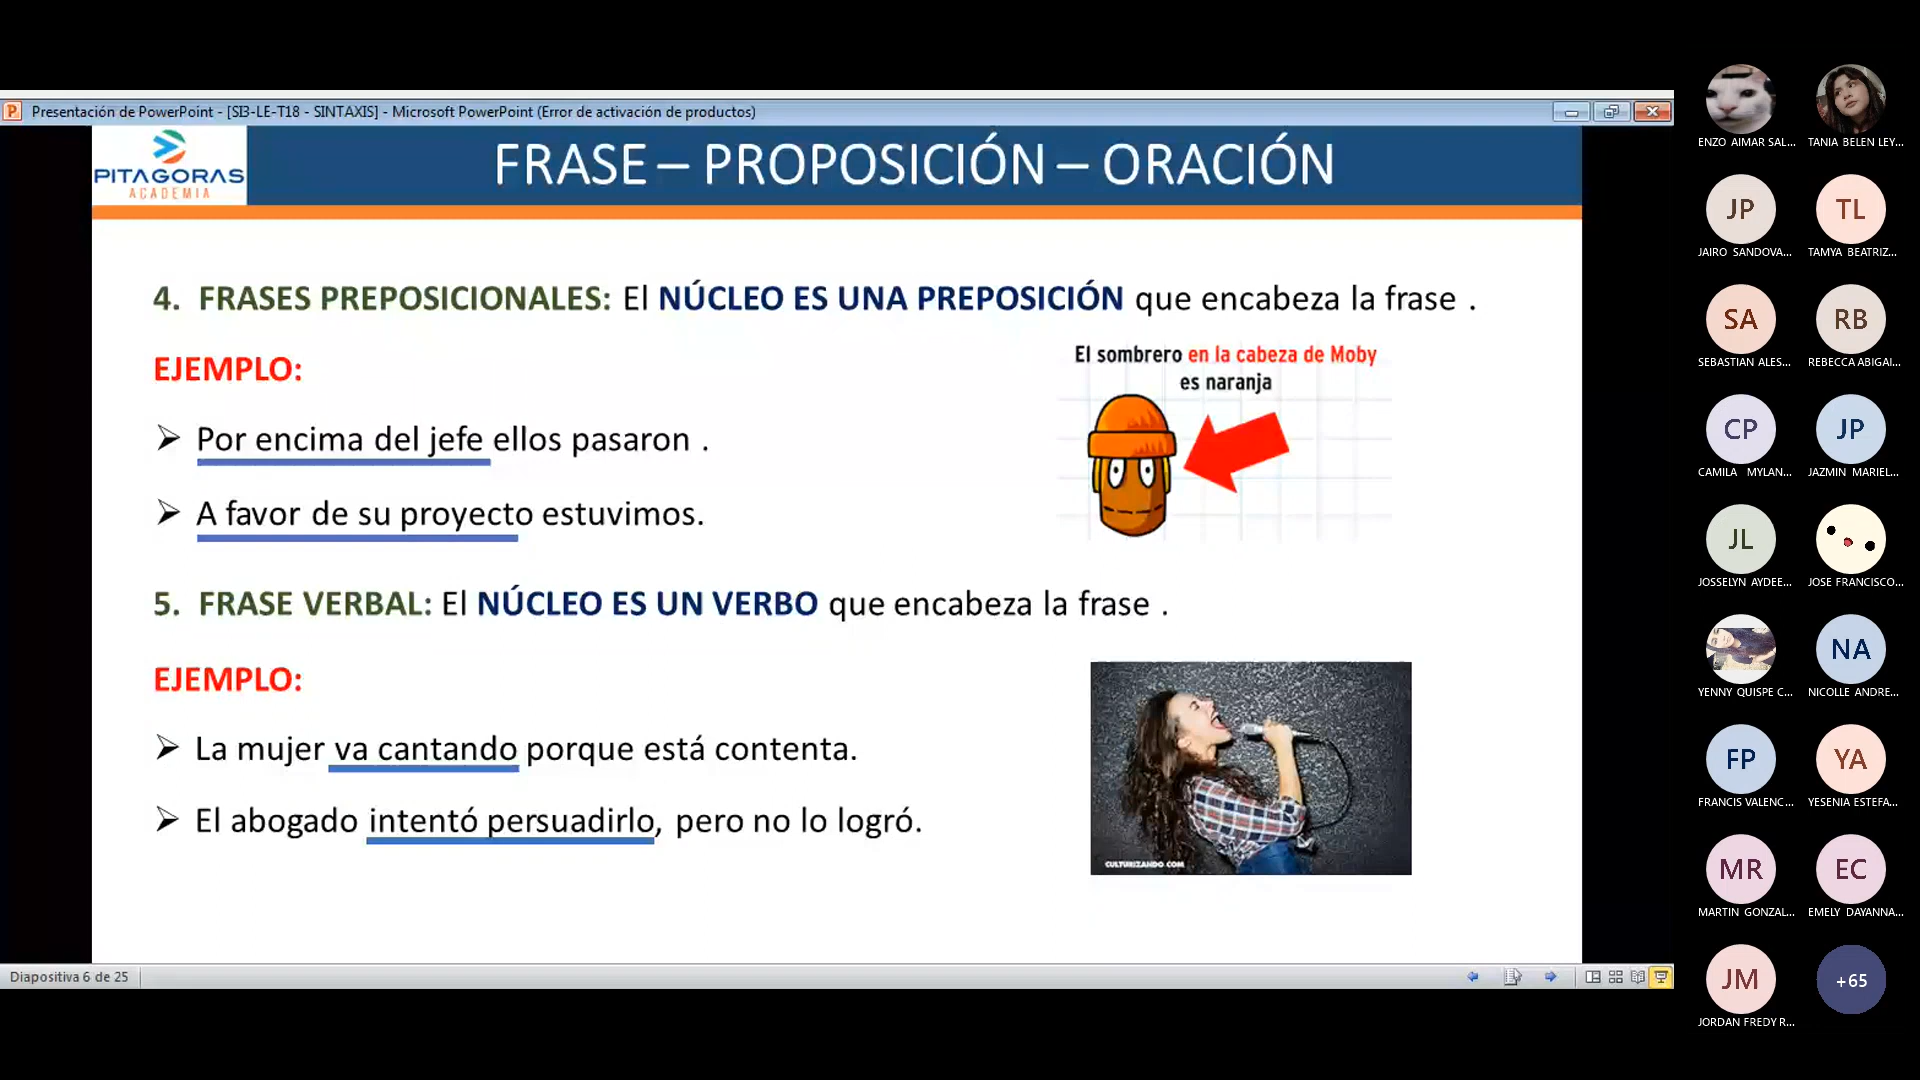 Presentación de PowerPoint - [SI3-LE-T18 - SINTAXIS] - Microsoft PowerPoint (Error de activación de productos)
PITAGORAS
ACADEMIA
FRASE – PROPOSICIÓN – ORACIÓN
4. FRASES PREPOSICIONALES: El NÚCLEO ES UNA PREPOSICIÓN que encabeza la frase .
EJEMPLO:
El sombrero en la cabeza de Moby
es naranja
➢ Por encima del jefe ellos pasaron .
➢ A favor de su proyecto estuvimos.
5. FRASE VERBAL: El NÚCLEO ES UN VERBO que encabeza la frase .
EJEMPLO:
➢ La mujer va cantando porque está contenta.
➢ El abogado intentó persuadirlo, pero no lo logró.
CULTURIZANDO.COM
Diapositiva 6 de 25
ENZO AIMAR SAL...
TANIA BELEN LEY...
JP
TL
JAIRO SANDOVA...
TAMYA BEATRIZ...
SA
RB
SEBASTIAN ALES...
REBECCA ABIGAI...
CP
JP
CAMILA MYLAN...
JAZMIN MARIEL...
JL
JOSSELYN AYDEE...
JOSE FRANCISCO...
NA
YENNY QUISPE C...
NICOLLE ANDRE...
FP
YA
FRANCIS VALENC...
YESENIA ESTEFA...
MR
EC
MARTIN GONZAL...
EMELY DAYANNA...
JM
+65
JORDAN FREDY R...